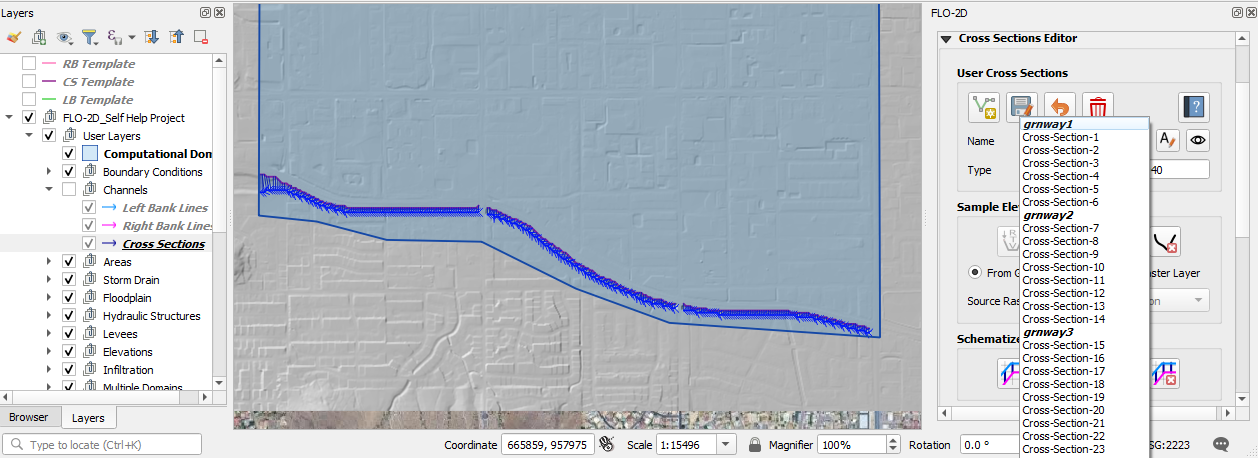 Layers
RB Template
CS Template
LB Template
FLO-2D_Self Help Project
User Layers
Computational Don
Boundary Conditions
Channels
Left Bank Lines
Right Bank Lines
Cross Sections
Areas
Storm Drain
Floodplain
Hydraulic Structures
Levees
Elevations
Infiltration
Multiple Domains
Browser
Layers
Type to locate (Ctrl+K)
Coordinate 665859, 957975 Scale 1:15496 Magnifier 100% Rotation 0.0 ° SG:2223
FLO-2D
Cross Sections Editor
User Cross Sections
Name
Type 40
Sample Ele
From G aster Layer
Source Ras on
Schematize
grnway1
Cross-Section-1
Cross-Section-2
Cross-Section-3
Cross-Section-4
Cross-Section-5
Cross-Section-6
grnway2
Cross-Section-7
Cross-Section-8
Cross-Section-9
Cross-Section-10
Cross-Section-11
Cross-Section-12
Cross-Section-13
Cross-Section-14
grnway3
Cross-Section-15
Cross-Section-16
Cross-Section-17
Cross-Section-18
Cross-Section-19
Cross-Section-20
Cross-Section-21
Cross-Section-22
Cross-Section-23